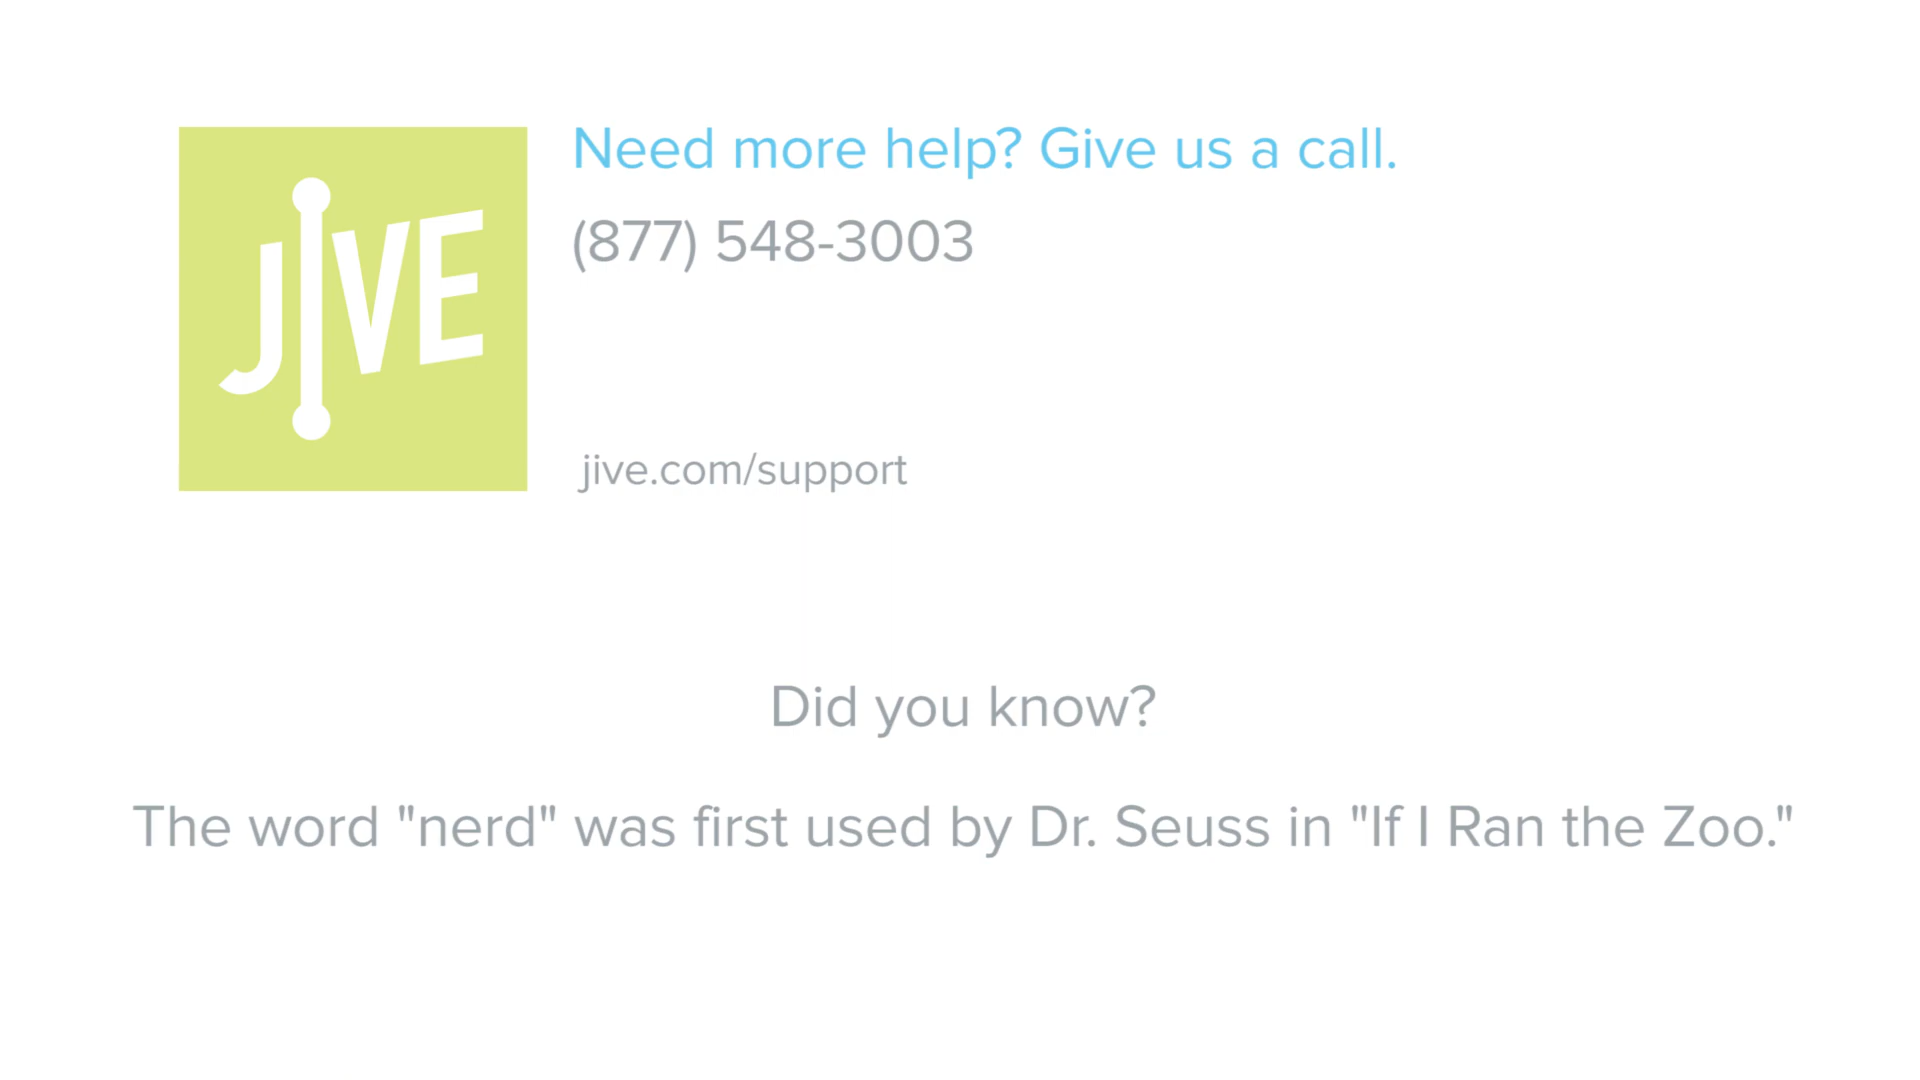 JIVE
Need more help? Give us a call.
(877) 548-3003
jive.com/support
Did you know?
The word "nerd" was first used by Dr. Seuss in "If I Ran the Zoo."